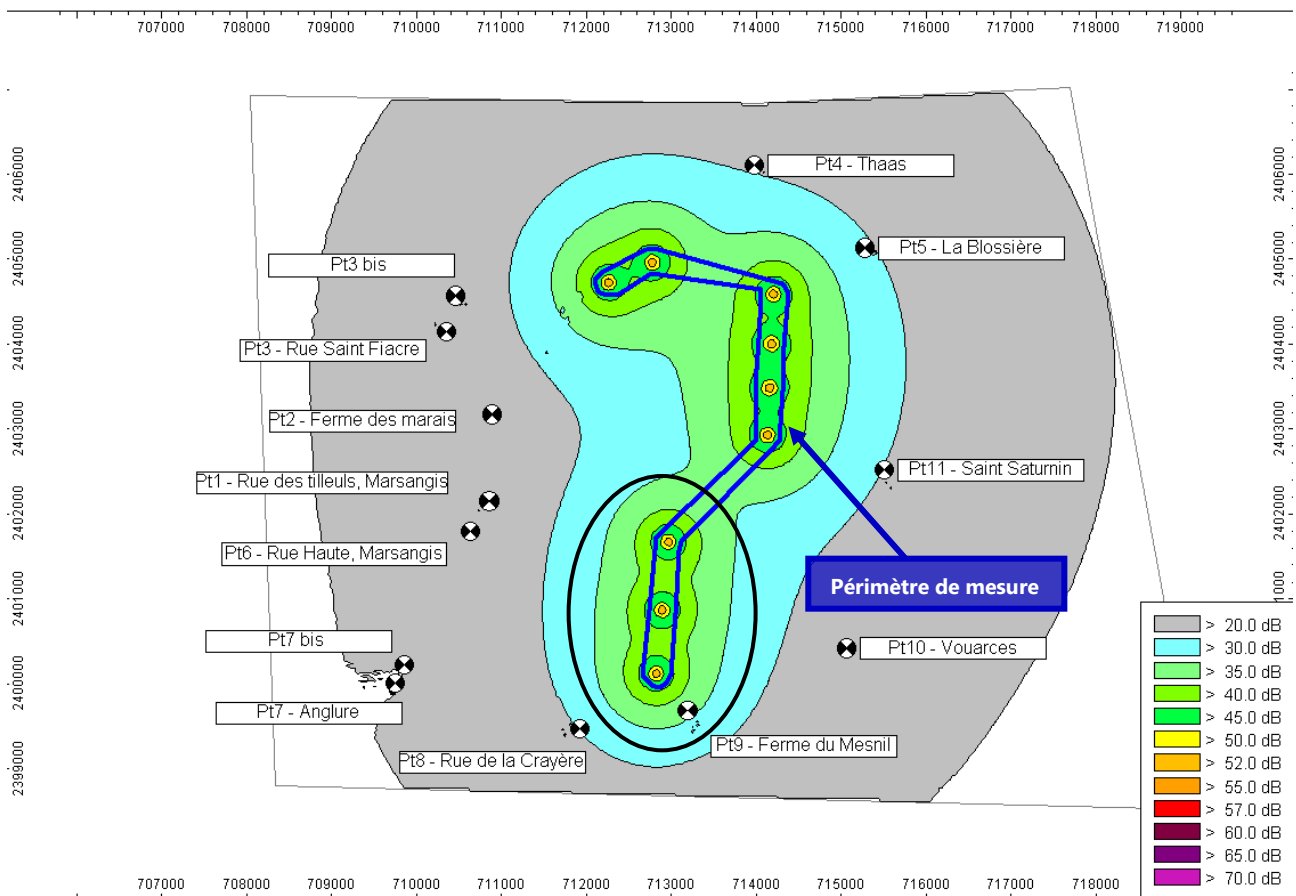 707000 708000 709000 710000 711000 712000 713000 714000 715000 716000 717000 718000 719000
2406000
2405000
2404000
2403000
2402000
2401000
2400000
2399000
Pt4 - Thaas
Pt5 - La Blossière
Pt3 bis
Pt3 - Rue Saint Fiacre
Pt2 - Ferme des marais
Pt1 - Rue des tilleuls, Marsangis
Pt11 - Saint Saturnin
Pt6 - Rue Haute, Marsangis
Périmètre de mesure
Pt7 bis
Pt10 - Vouarces
Pt7 - Anglure
Pt9 - Ferme du Mesnil
Pt8 - Rue de la Crayère
2406000
2405000
2404000
2403000
2402000
1000
> 20.0 dB
> 30.0 dB
> 35.0 dB
> 40.0 dB
> 45.0 dB
> 50.0 dB
> 52.0 dB
> 55.0 dB
> 57.0 dB
> 60.0 dB
> 65.0 dB
> 70.0 dB
707000 708000 709000 710000 711000 712000 713000 714000 715000 716000 717000 718000